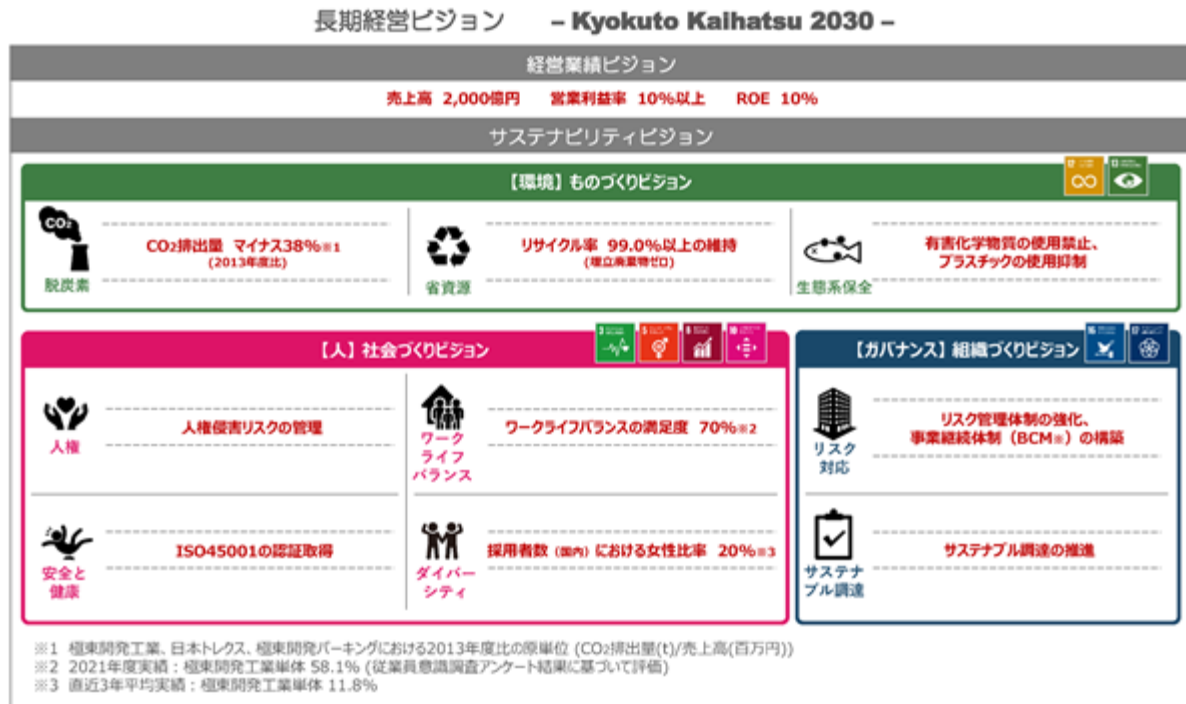 長期経営ビジョン – Kyokuto Kaihatsu 2030 –
経営業績ビジョン
売上高 2,000億円 営業利益率 10%以上 ROE 10%
サステナビリティビジョン
【環境】ものづくりビジョン
12
13
CO2
脱炭素
CO2排出量 マイナス38%※1
(2013年度比)
省資源
リサイクル率 99.0%以上の維持
(埋立廃棄物ゼロ)
生態系保全
有害化学物質の使用禁止、
プラスチックの使用抑制
【人】社会づくりビジョン
3
5
8
10
人権
人権侵害リスクの管理
ワーク
ライフ
バランス
ワークライフバランスの満足度 70%※2
安全と
健康
ISO45001の認証取得
ダイバー
シティ
採用者数（国内）における女性比率 20%※3
【ガバナンス】組織づくりビジョン
16
17
リスク
対応
リスク管理体制の強化、
事業継続体制（BCM※）の構築
サステナ
ブル調達
サステナブル調達の推進
※1 極東開発工業、日本トレクス、極東開発パーキングにおける2013年度比の原単位 (CO2排出量(t)/売上高(百万円))
※2 2021年度実績：極東開発工業単体 58.1% (従業員意識調査アンケート結果に基づいて評価)
※3 直近3年平均実績：極東開発工業単体 11.8%